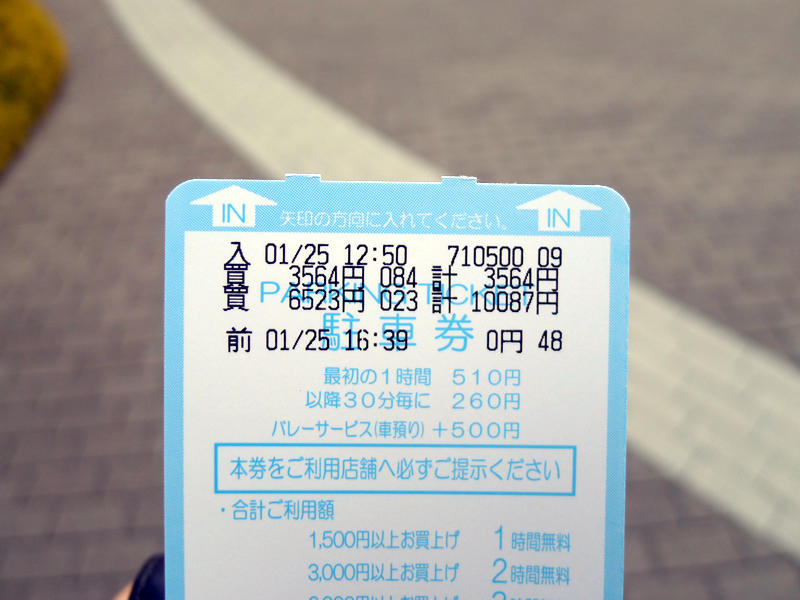 IN 矢印の方向に入れてください。 IN
入 01/25 12:50 710500 09
買 3564円 084 計 3564円
PARKING TICKET
買 6523円 023 計 10087円
駐車券
前 01/25 16:39 0円 48
最初の1時間 510円
以降30分毎に 260円
バレーサービス(車預り) +500円
本券をご利用店舗へ必ずご提示ください
・合計ご利用額
1,500円以上お買上げ 1時間無料
3,000円以上お買上げ 2時間無料